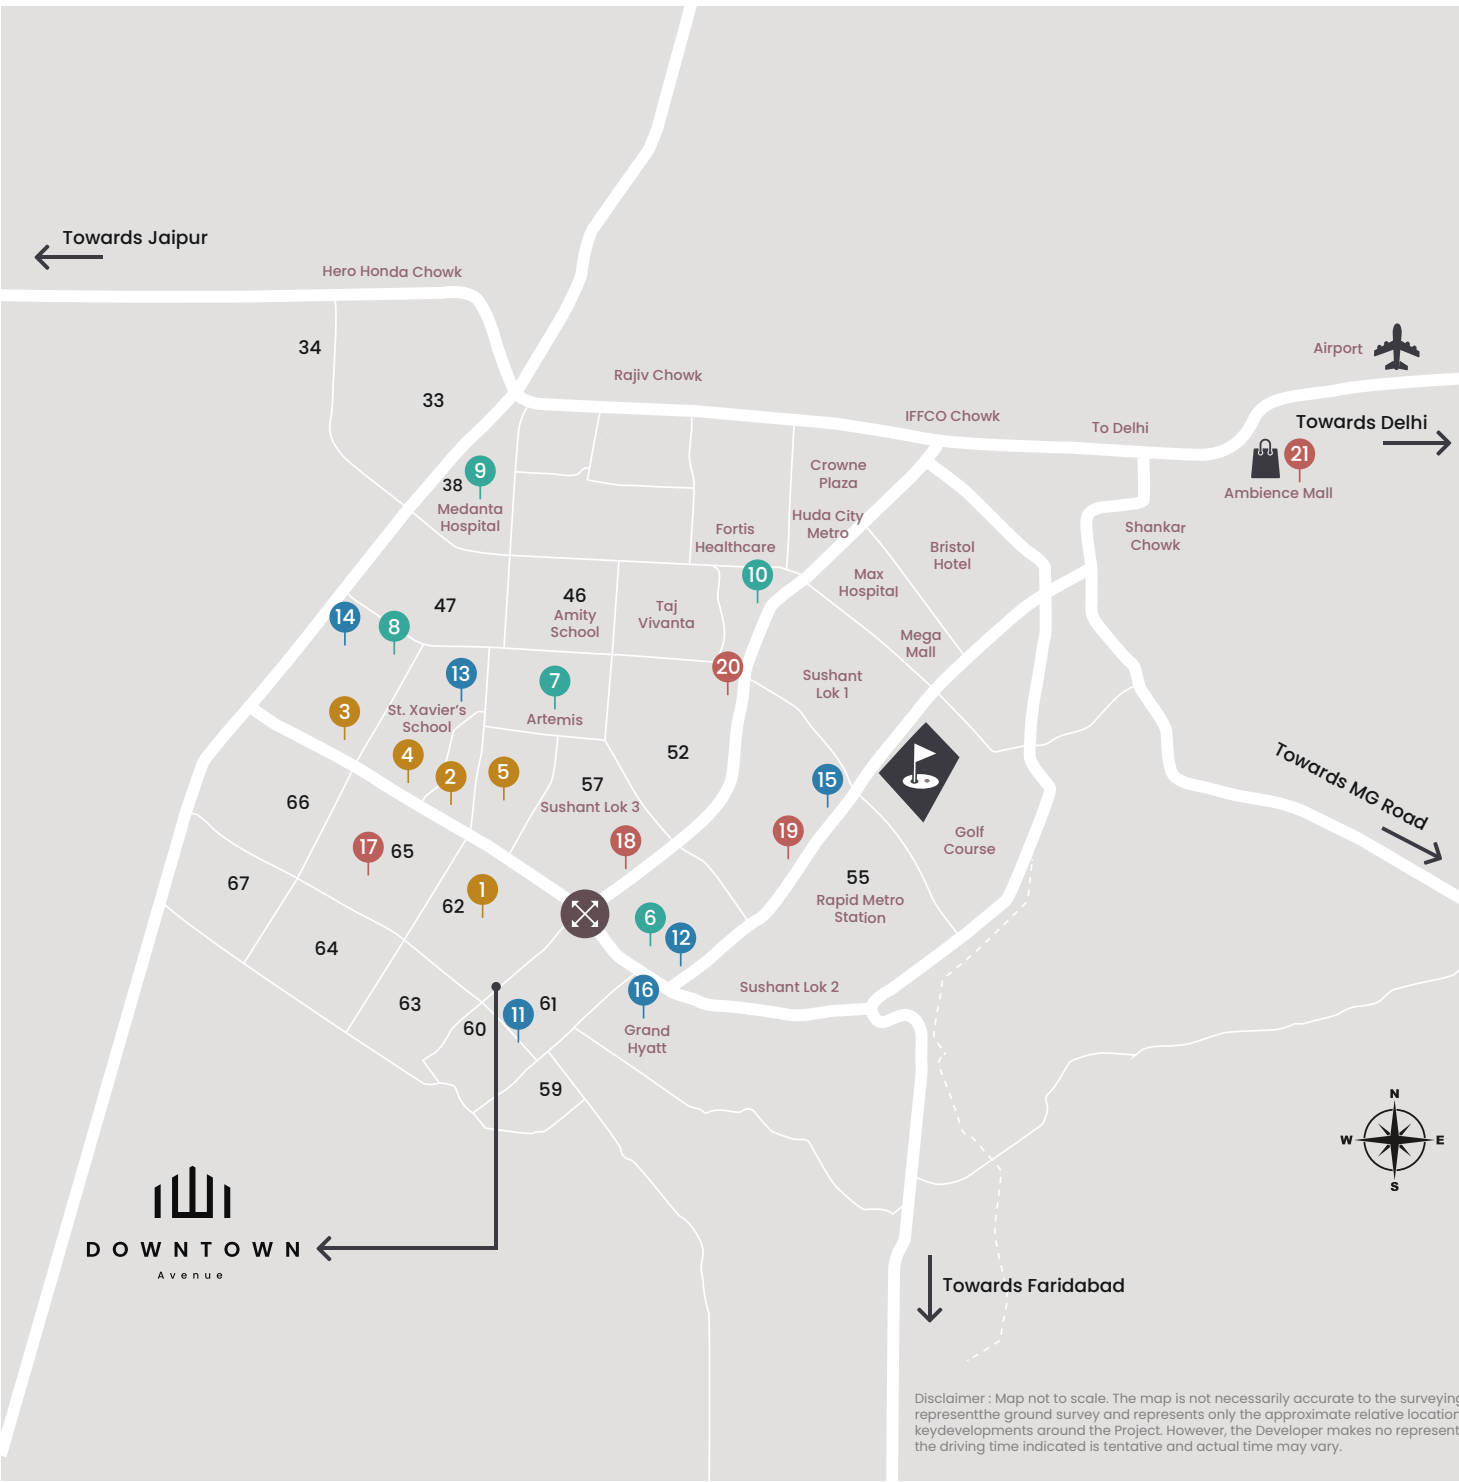 Towards Jaipur
Hero Honda Chowk
34
33
Rajiv Chowk
IFFCO Chowk
To Delhi
Airport
Towards Delhi
21
Ambience Mall
Shankar
Chowk
9
38
Medanta
Hospital
Crowne
Plaza
Huda City
Metro
Fortis
Healthcare
10
Bristol
Hotel
Max
Hospital
Mega
Mall
14
8
47
46
Amity
School
Taj
Vivanta
20
Sushant
Lok 1
13
7
Artemis
St. Xavier's
School
3
4
2
5
52
57
Sushant Lok 3
15
Towards MG Road
66
17
65
18
19
Golf
Course
67
62
1
55
Rapid Metro
Station
6
12
64
63
60
11
61
16
Grand
Hyatt
Sushant Lok 2
59
N
W
E
S
DOWNTOWN
Avenue
Towards Faridabad
Disclaimer : Map not to scale. The map is not necessarily accurate to the surveying
representthe ground survey and represents only the approximate relative location
keydevelopments around the Project. However, the Developer makes no represent
the driving time indicated is tentative and actual time may vary.